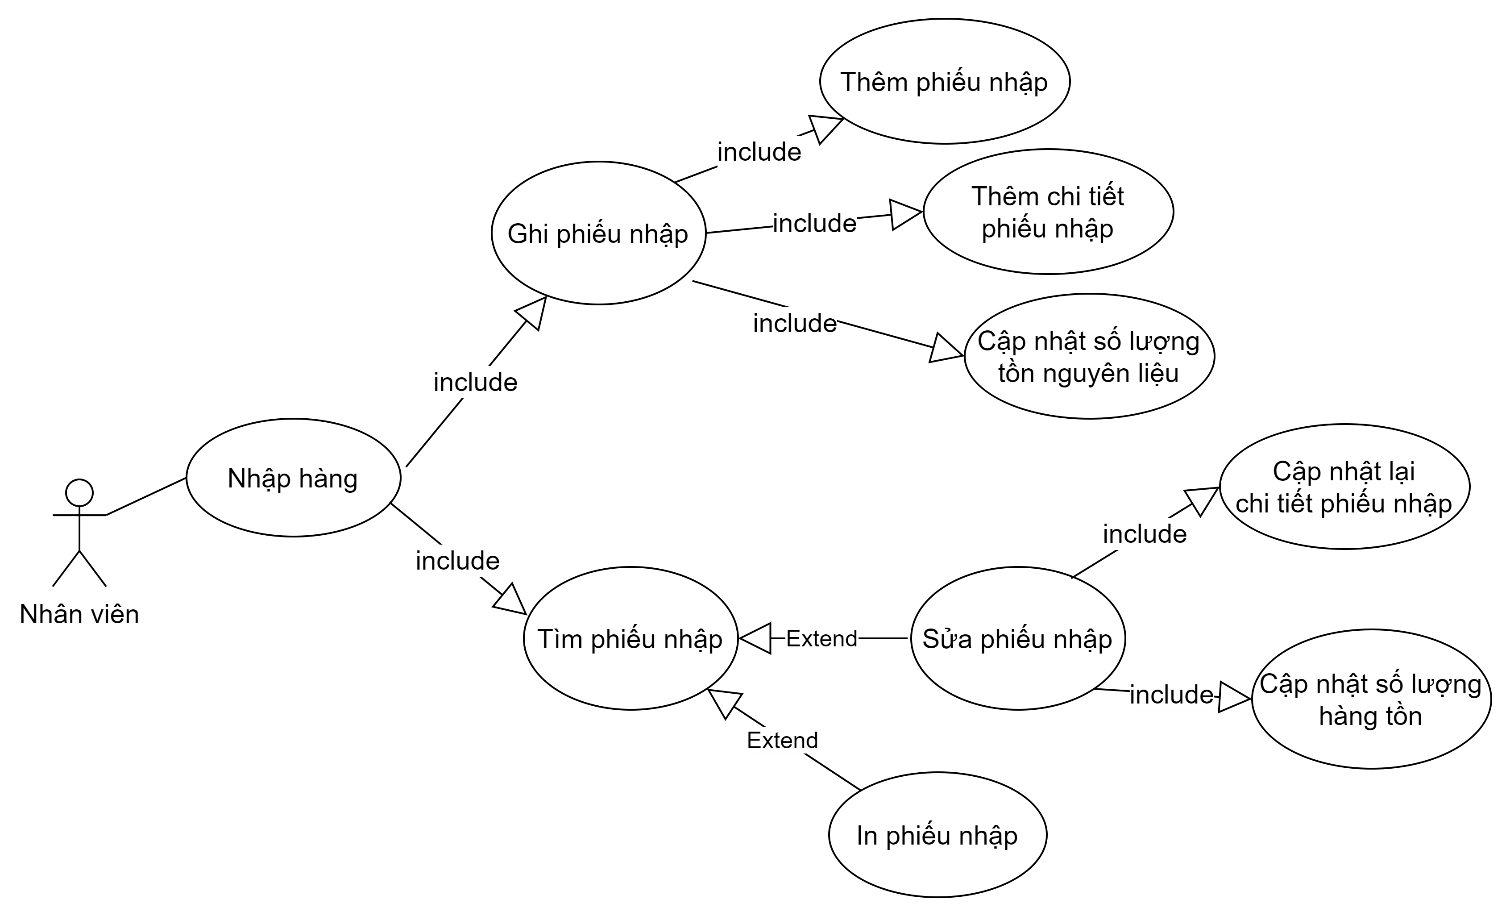 Thêm phiếu nhập
include
Thêm chi tiết
phiếu nhập
include
Ghi phiếu nhập
include
Cập nhật số lượng
tồn nguyên liệu
include
Nhập hàng
Nhân viên
include
Tìm phiếu nhập
Extend
Sửa phiếu nhập
include
Cập nhật lại
chi tiết phiếu nhập
include
Cập nhật số lượng
hàng tồn
Extend
In phiếu nhập